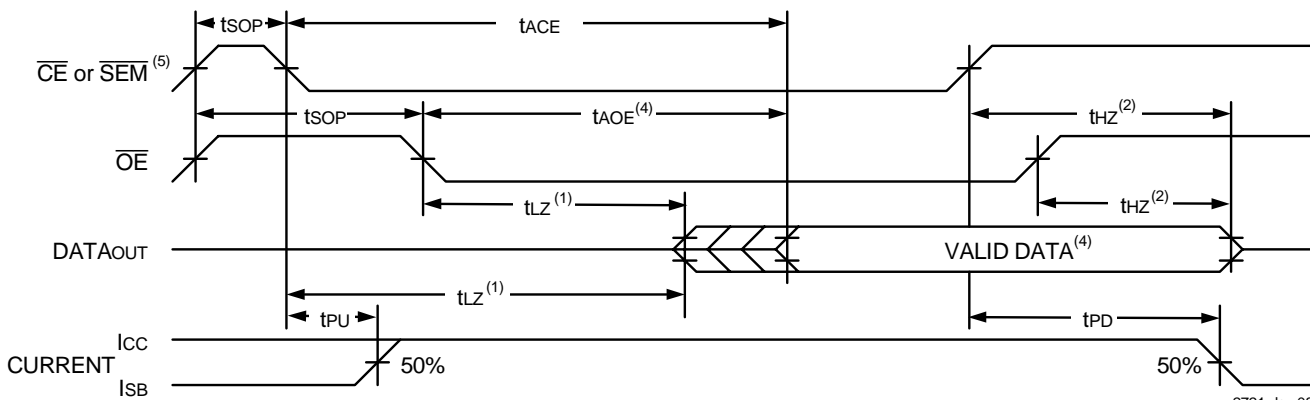 tSOP tACE
CE or SEM (5)
tSOP tAOE(4) tHZ(2)
OE
tLZ(1) tHZ(2)
DATAOUT VALID DATA(4)
tLZ(1)
tPU tPD
ICC
CURRENT 50% 50%
ISB